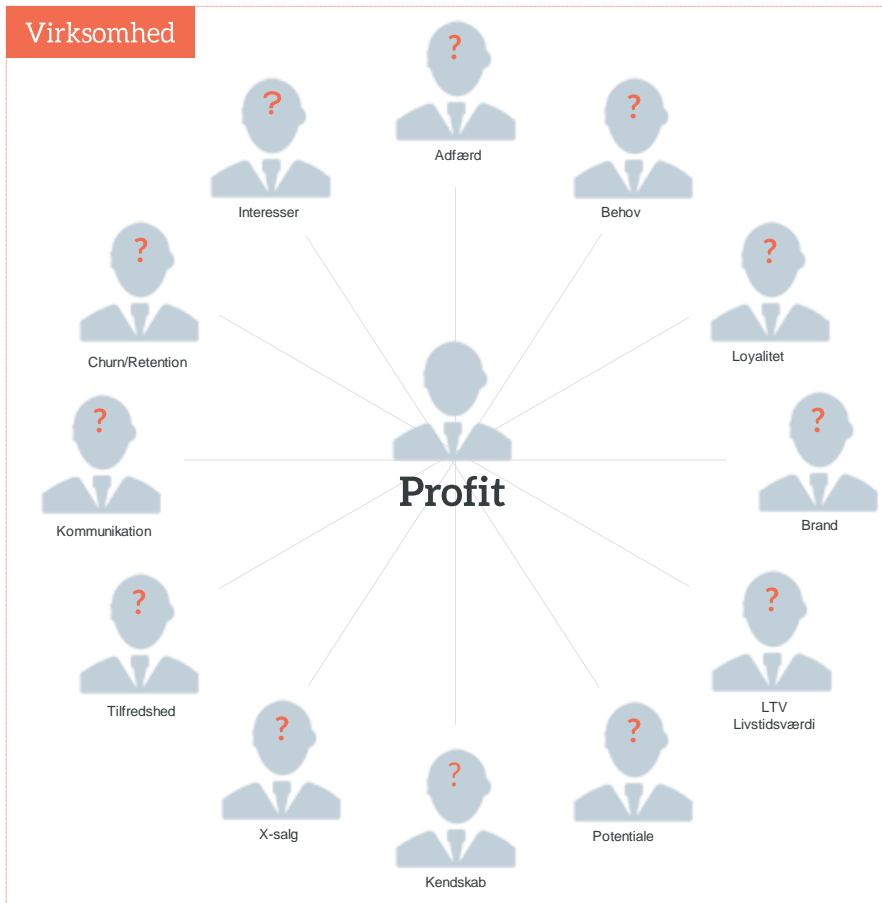 Virksomhed
?
Adfærd
?
Interesser
?
Behov
?
Churn/Retention
?
Loyalitet
?
Kommunikation
Profit
?
Brand
?
Tilfredshed
?
LTV
Livstidsværdi
?
X-salg
?
Kendskab
?
Potentiale